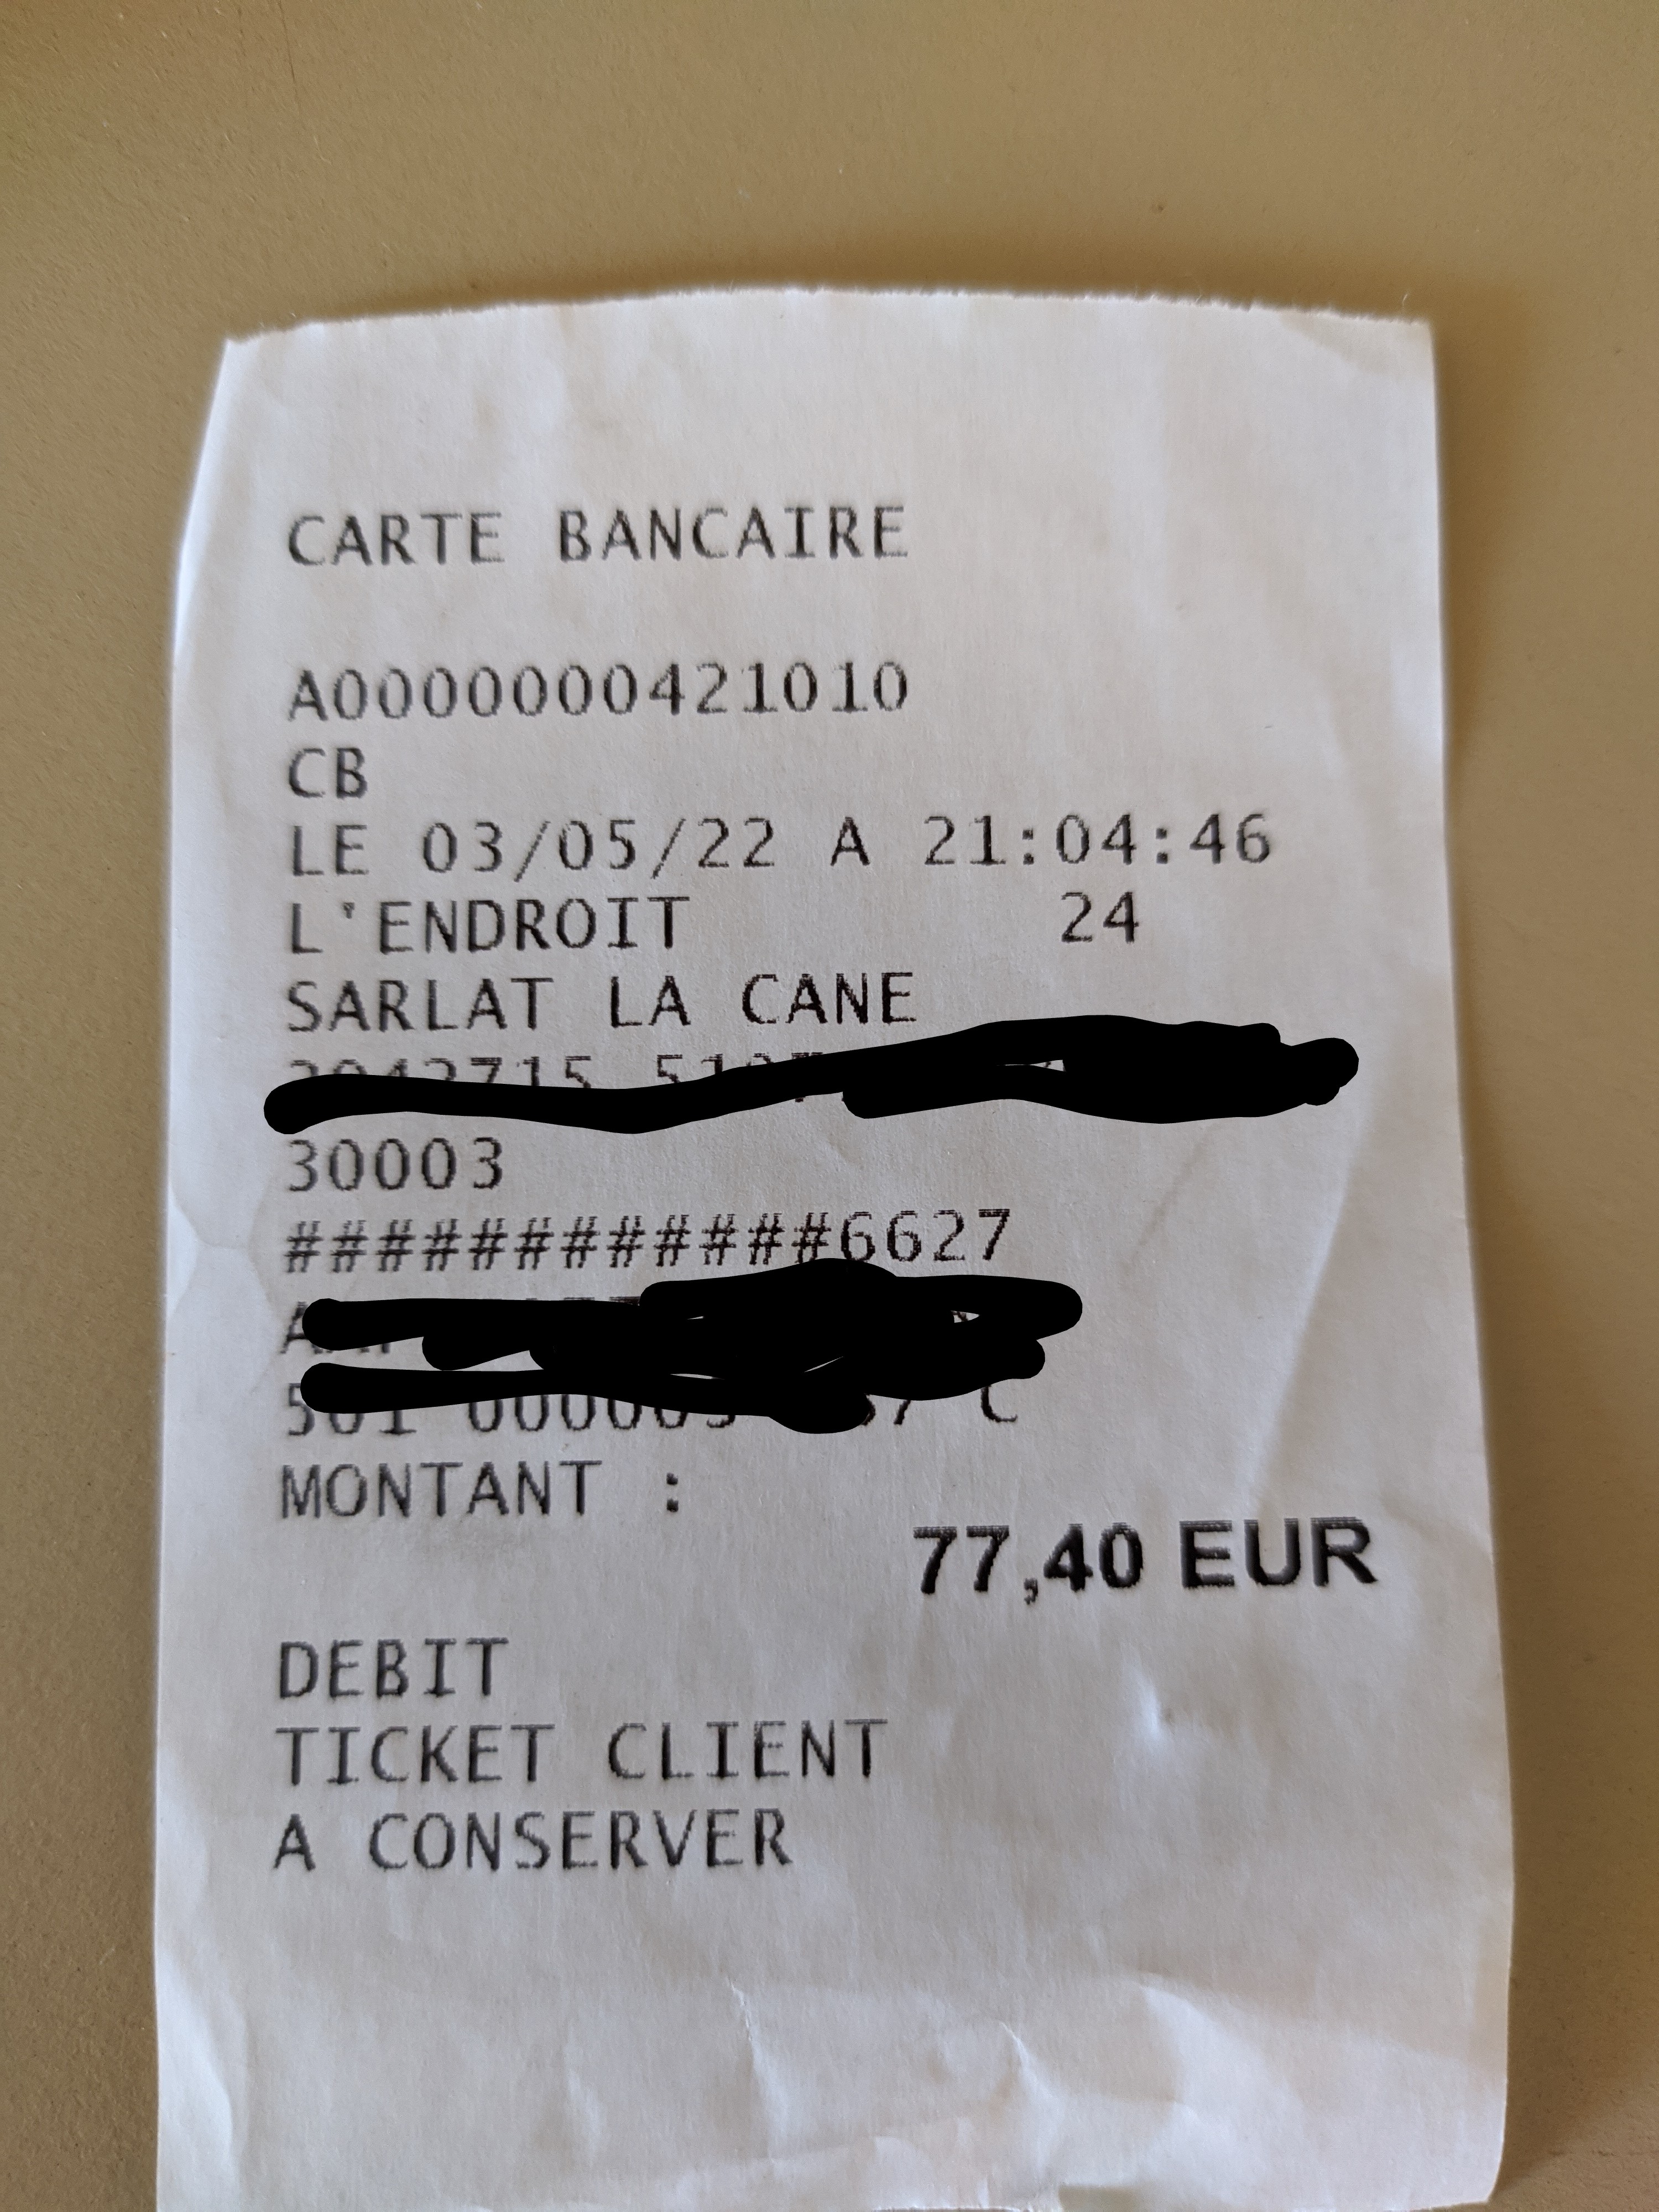 CARTE BANCAIRE
A0000000421010
CB
LE 03/05/22 A 21:04:46
L'ENDROIT 24
SARLAT LA CANE
30003
############6627
C
MONTANT :
77,40 EUR
DEBIT
TICKET CLIENT
A CONSERVER